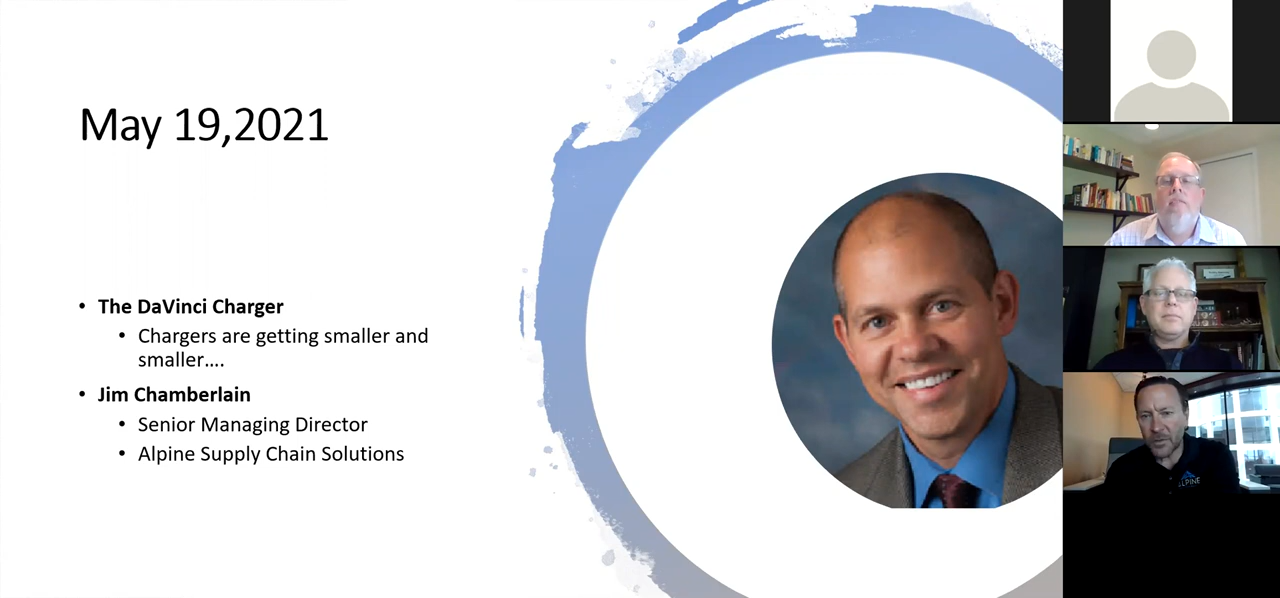 May 19,2021
• The DaVinci Charger
• Chargers are getting smaller and
smaller....
• Jim Chamberlain
• Senior Managing Director
• Alpine Supply Chain Solutions
ALPINE